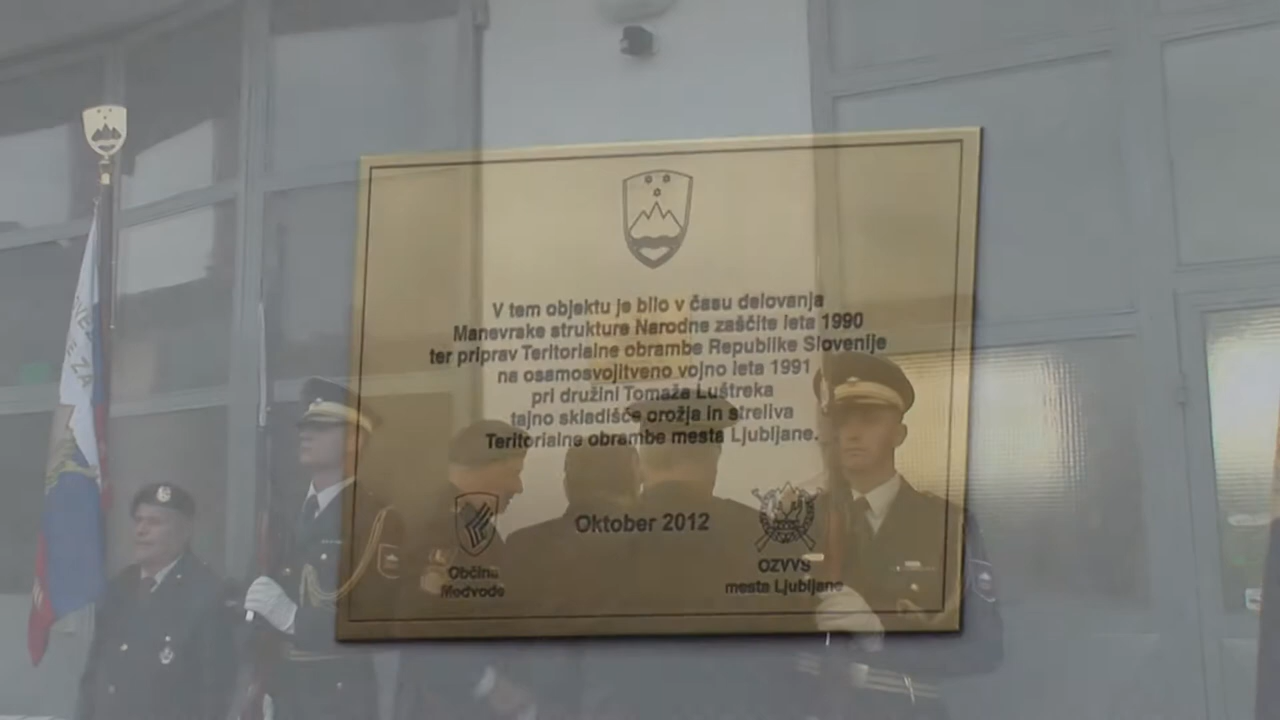 V tem objektu je bilo v času delovanja
Manevrske strukture Narodne zaščite leta 1990
ter priprav Teritorialne obrambe Republike Slovenije
na osamosvojitveno vojno leta 1991
pri družini Tomaža Luštreka
tajno skladišče orožja in streliva
Teritorialne obrambe mesta Ljubljane.
Oktober 2012
Občina
Medvode
OZVVS
mesta Ljubljane